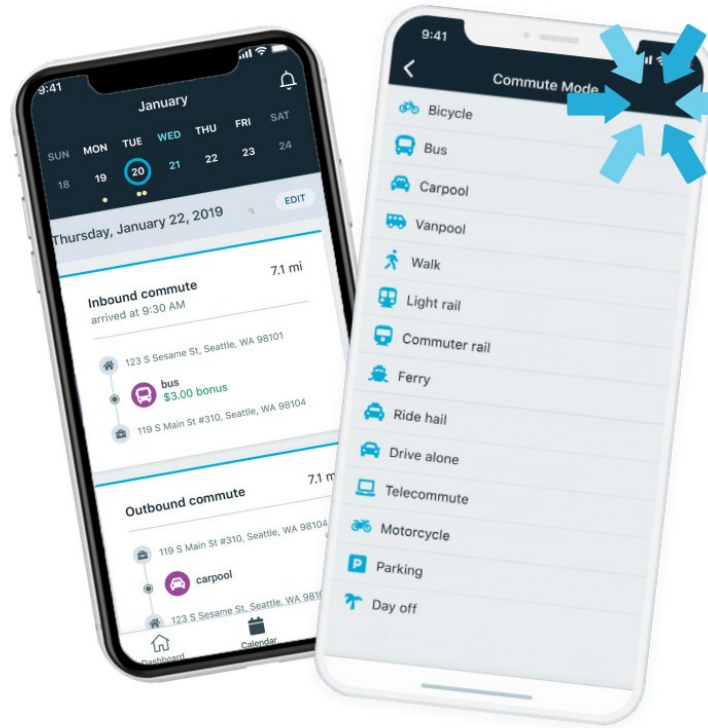 9:41
January
SUN MON TUE WED THU FRI SAT
18 19 20 21 22 23 24
Thursday, January 22, 2019 EDIT
Inbound commute 7.1 mi
arrived at 9:30 AM
123 S Sesame St, Seattle, WA 98101
bus
$3.00 bonus
119 S Main St #310, Seattle, WA 98104
Outbound commute 7.1 m
119 S Main St #310, Seattle, WA 98104
carpool
123 S Sesame St, Seattle, WA 981
Dashboard Calendar
9:41
Commute Mode
Bicycle
Bus
Carpool
Vanpool
Walk
Light rail
Commuter rail
Ferry
Ride hail
Drive alone
Telecommute
Motorcycle
P Parking
Day off